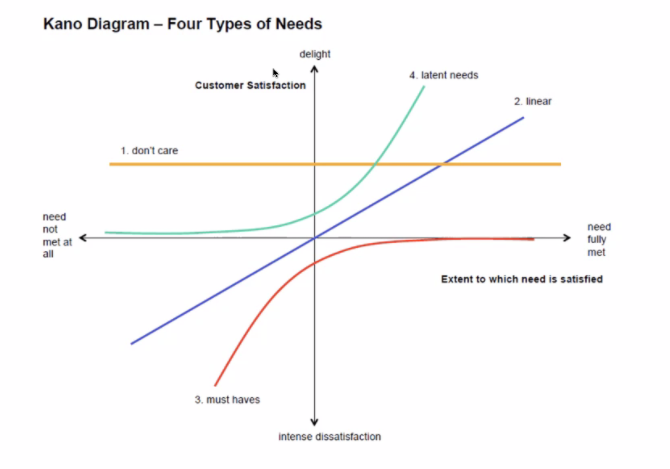 Kano Diagram – Four Types of Needs
delight
4. latent needs
Customer Satisfaction
2. linear
1. don't care
need
not
met at
all
need
fully
met
Extent to which need is satisfied
3. must haves
intense dissatisfaction